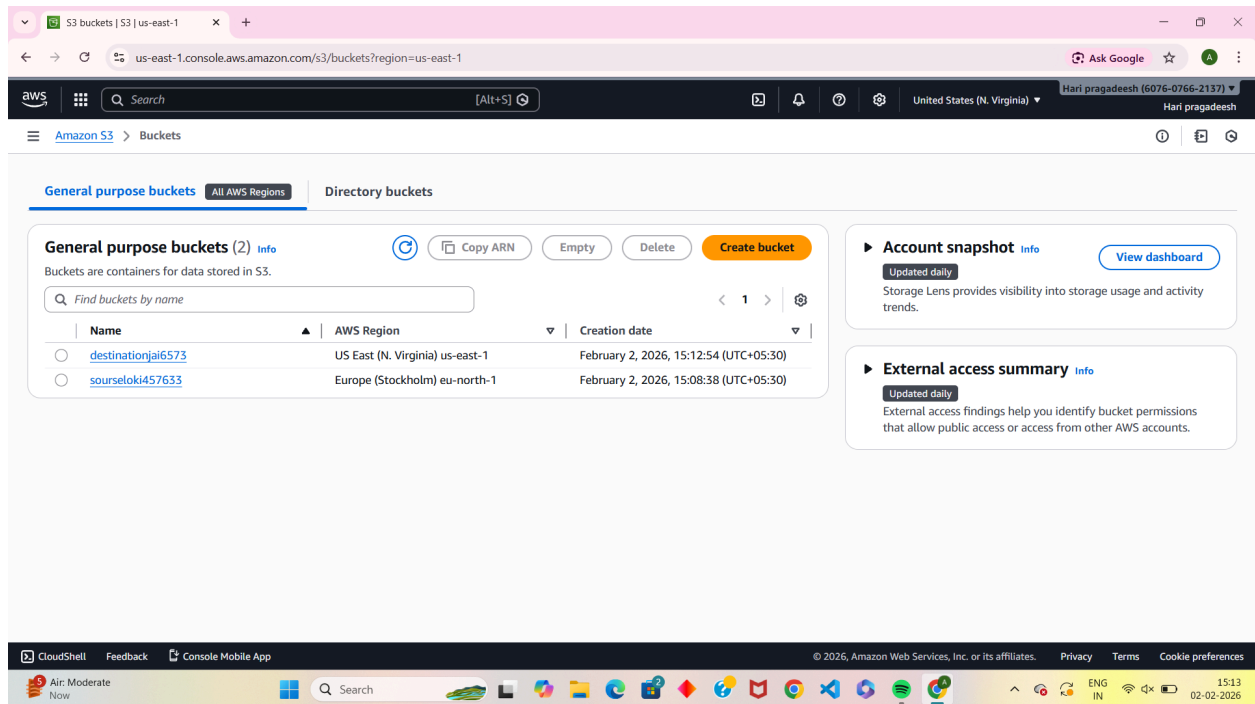 S3 buckets | S3 | us-east-1
us-east-1.console.aws.amazon.com/s3/buckets?region=us-east-1
Ask Google
A
aws
Search
[Alt+S]
United States (N. Virginia)
Hari pragadeesh (6076-0766-2137)
Hari pragadeesh
Amazon S3 > Buckets
General purpose buckets All AWS Regions
Directory buckets
General purpose buckets (2) Info
Copy ARN
Empty
Delete
Create bucket
Buckets are containers for data stored in S3.
Find buckets by name
1
Name AWS Region Creation date
destinationjai6573 US East (N. Virginia) us-east-1 February 2, 2026, 15:12:54 (UTC+05:30)
sourseloki457633 Europe (Stockholm) eu-north-1 February 2, 2026, 15:08:38 (UTC+05:30)
Account snapshot Info
View dashboard
Updated daily
Storage Lens provides visibility into storage usage and activity
trends.
External access summary Info
Updated daily
External access findings help you identify bucket permissions
that allow public access or access from other AWS accounts.
CloudShell Feedback Console Mobile App
© 2026, Amazon Web Services, Inc. or its affiliates. Privacy Terms Cookie preferences
5
Air: Moderate
Now
Search
2
A
ENG
IN
15:13
02-02-2026